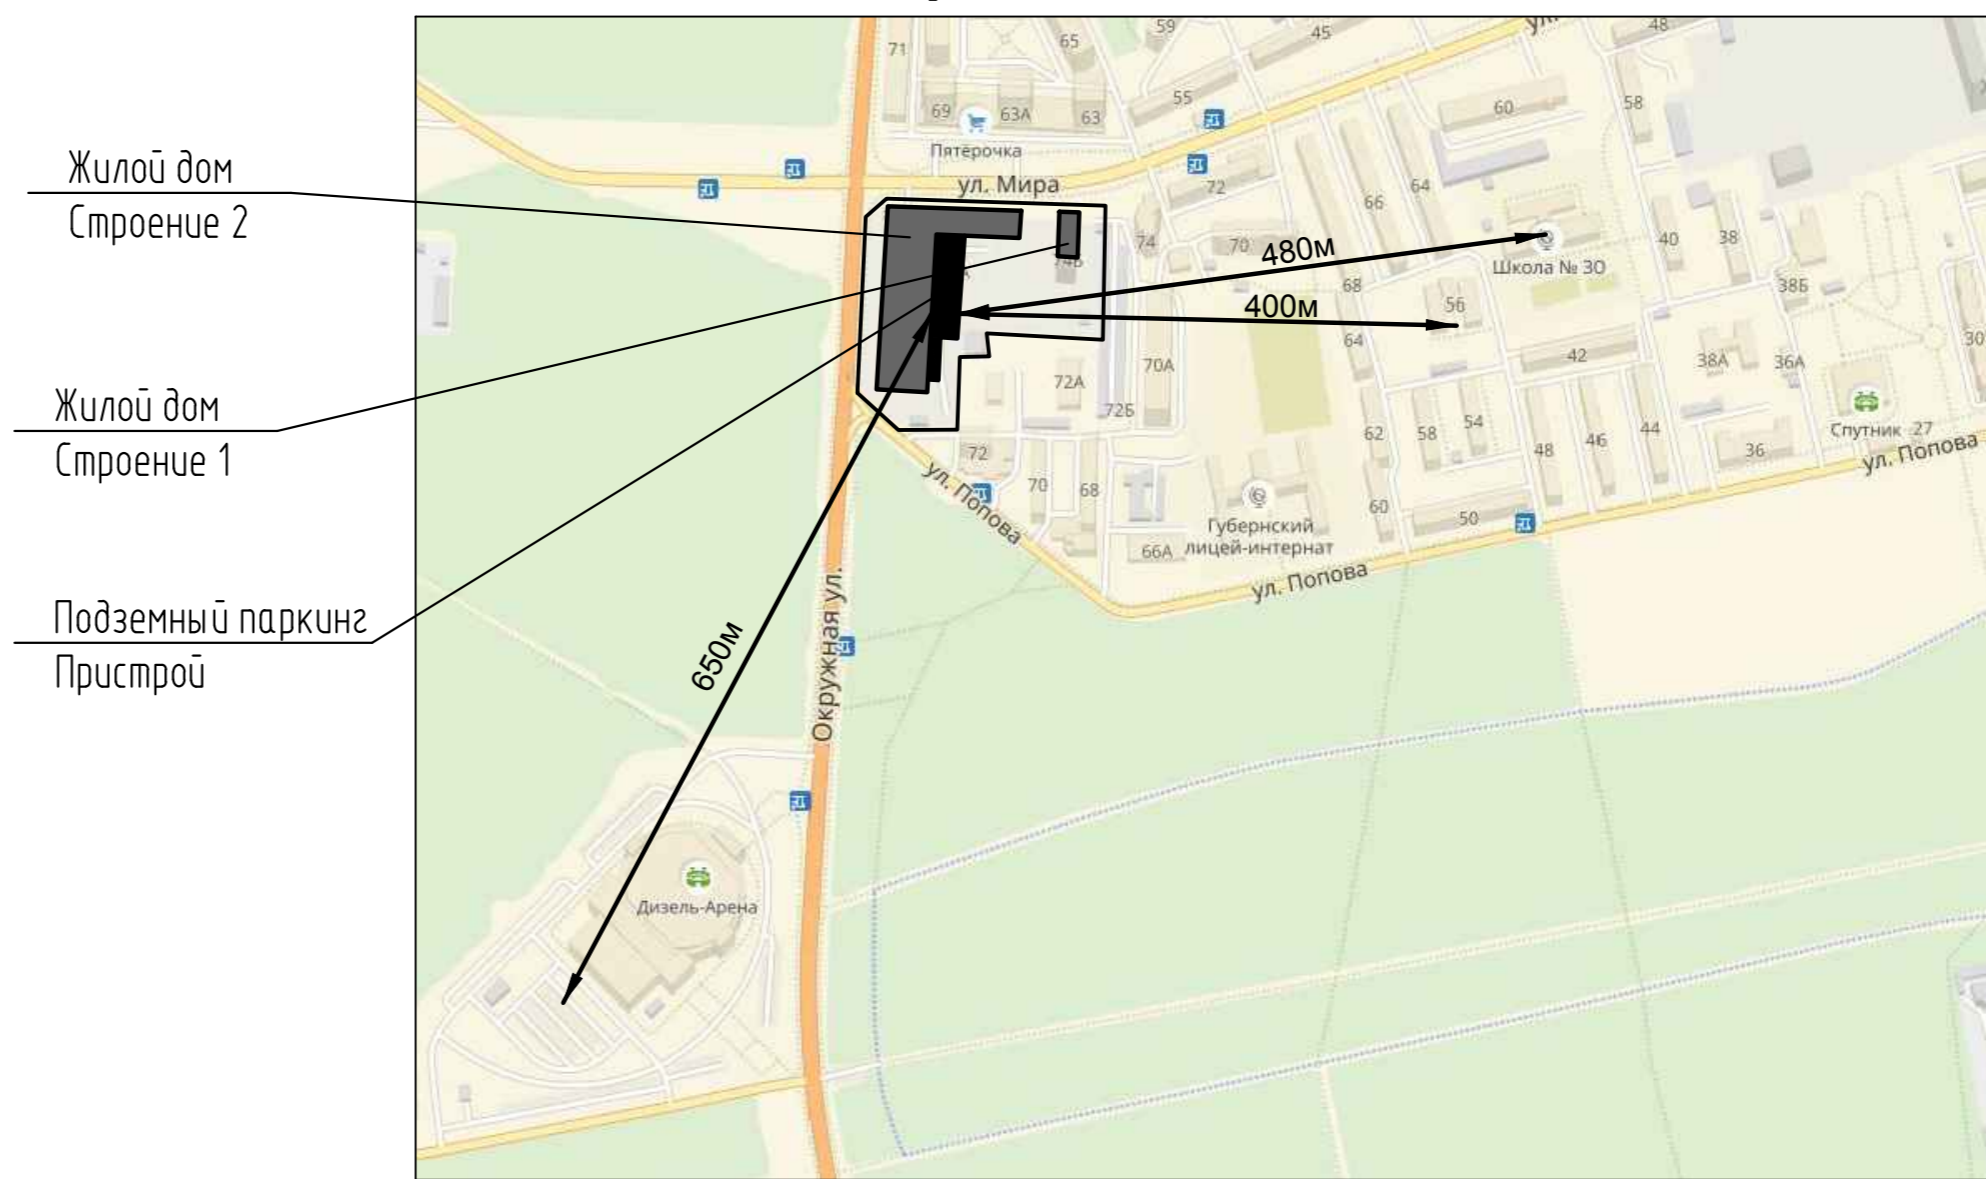 Жилой дом
Строение 2
Жилой дом
Строение 1
Подземный паркинг
Пристрой
71
69
63А
63
65
59
45
48
55
60
58
Пятёрочка
ул. Мира
72
66
64
74
70
40
38
480м
Школа № 30
68
38Б
400м
56
64
30
42
38А
36А
72А
70А
72Б
62
58
54
48
46
44
36
Спутник
27
ул. Попова
72
70
68
ул. Попова
66А
Губернский
лицей-интернат
60
50
ул. Попова
Окружная ул.
650м
Дизель-Арена